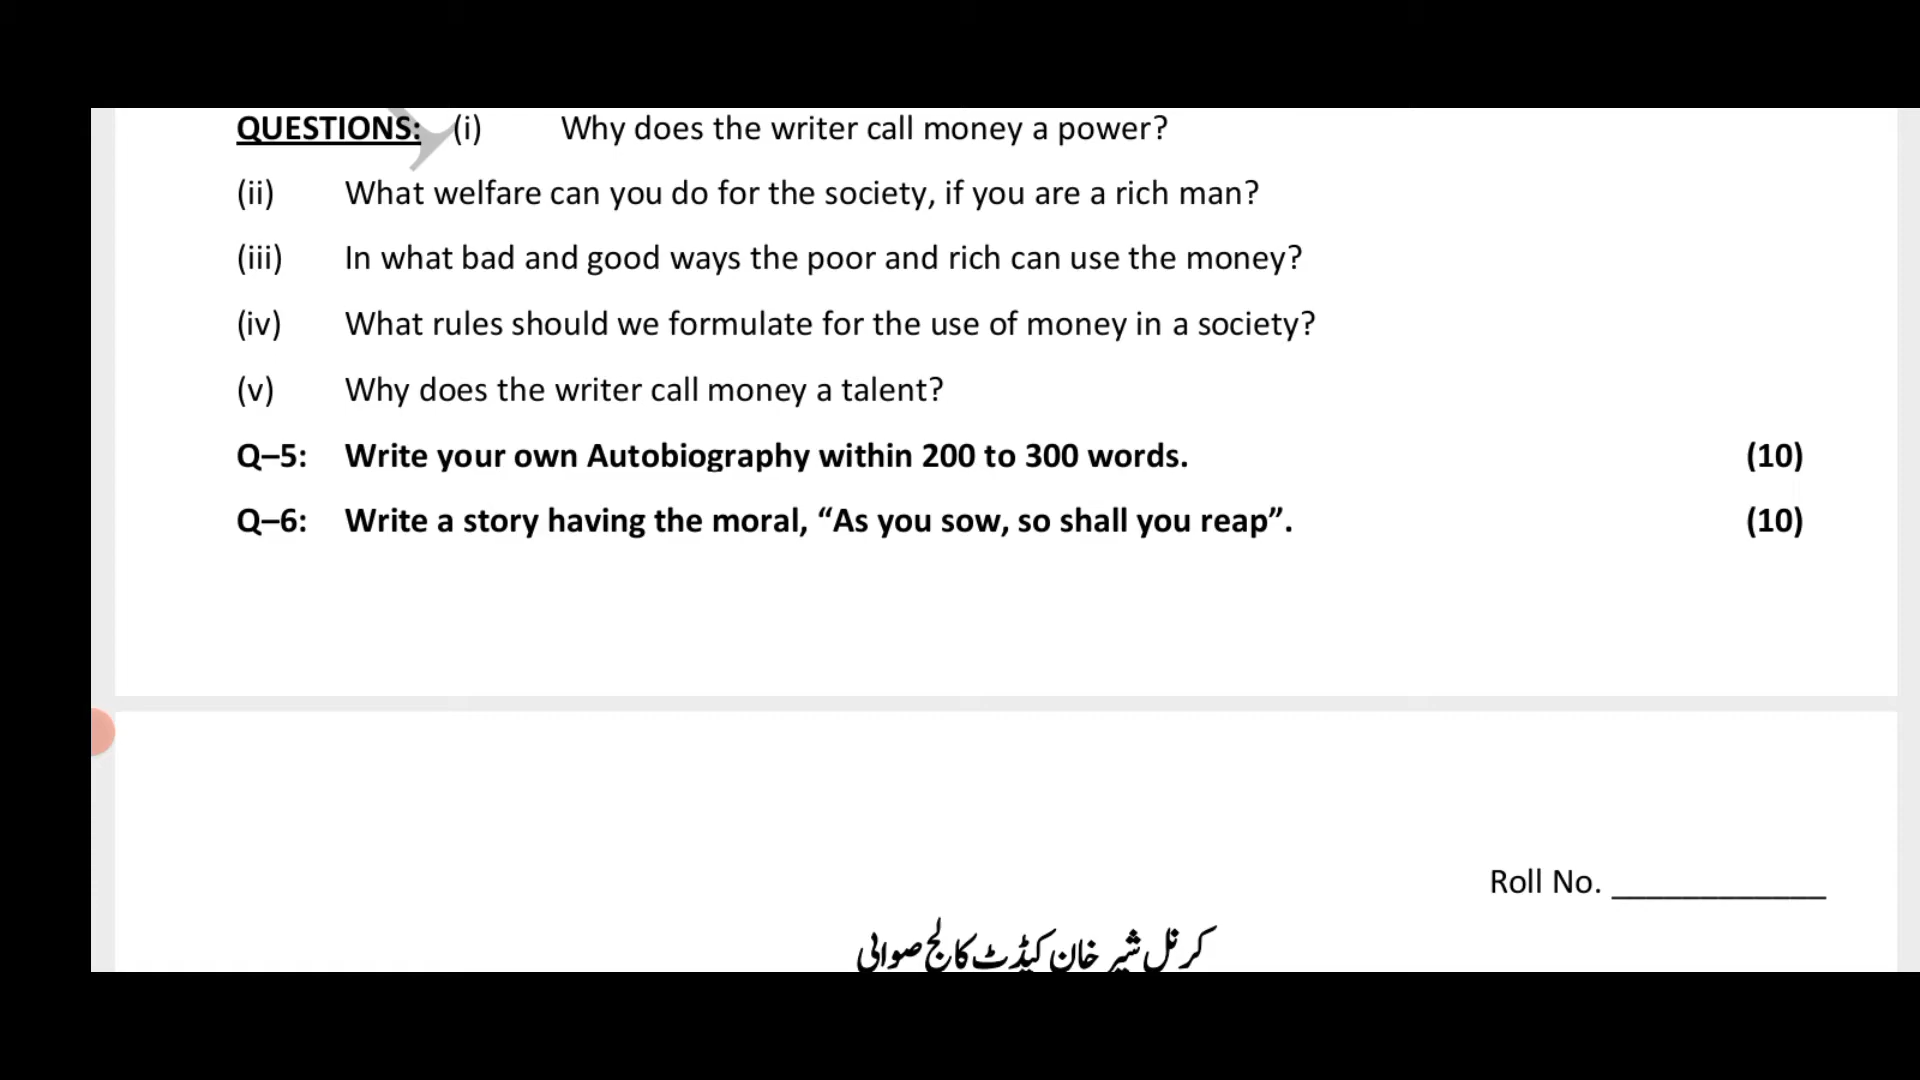 QUESTIONS: (i) Why does the writer call money a power?
(ii) What welfare can you do for the society, if you are a rich man?
(iii) In what bad and good ways the poor and rich can use the money?
(iv) What rules should we formulate for the use of money in a society?
(v) Why does the writer call money a talent?
Q–5: Write your own Autobiography within 200 to 300 words. (10)
Q–6: Write a story having the moral, “As you sow, so shall you reap”. (10)
Roll No. ____________
کرنل شیر خان کیڈٹ کالج صوابی